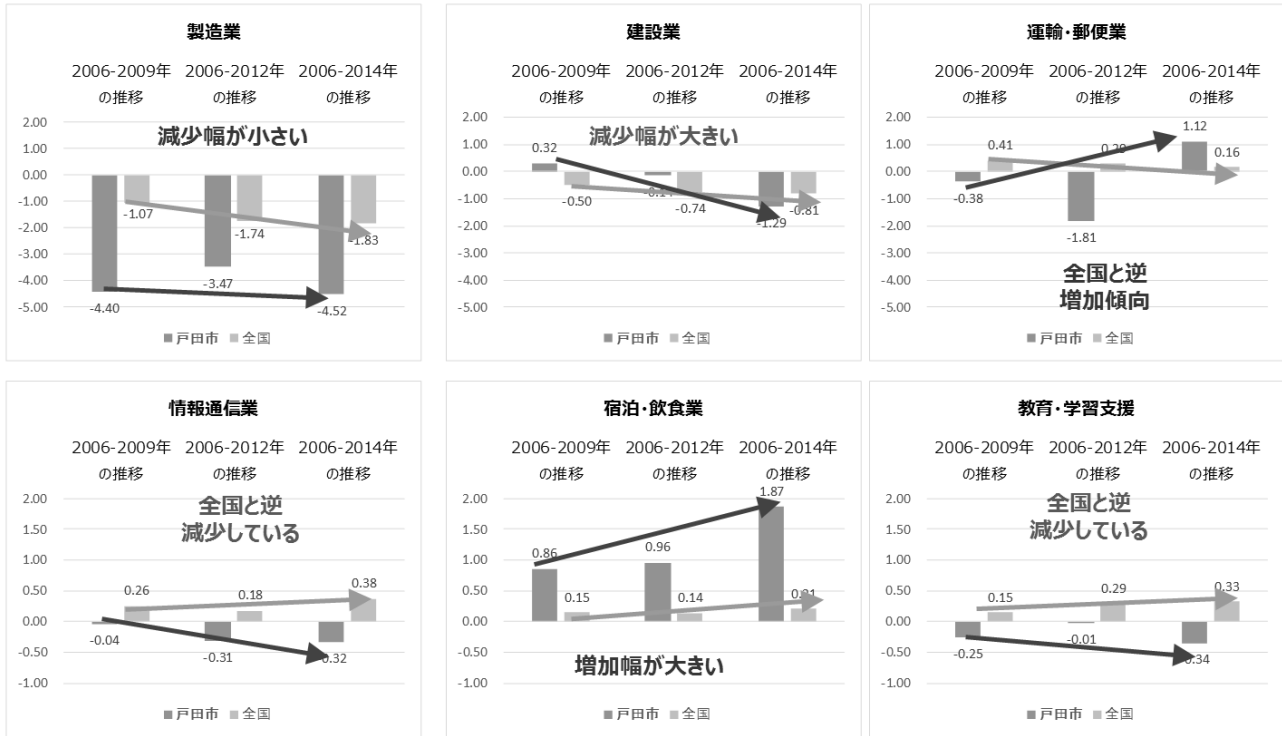 製造業
2006-2009年 2006-2012年 2006-2014年
の推移 の推移 の推移
減少幅が小さい
2.00
1.00
0.00
-1.00
-2.00
-3.00
-4.00
-5.00
-1.07
-1.74
-1.83
-3.47
-4.40
-4.52
■戸田市 ■全国
建設業
2006-2009年 2006-2012年 2006-2014年
の推移 の推移 の推移
減少幅が大きい
2.00
1.00
0.00
-1.00
-2.00
-3.00
-4.00
-5.00
0.32
-0.50
-0.14
-0.74
-0.81
-1.29
■戸田市 ■全国
運輸・郵便業
2006-2009年 2006-2012年 2006-2014年
の推移 の推移 の推移
2.00
1.00
0.00
-1.00
-2.00
-3.00
-4.00
-5.00
0.41
0.29
1.12
0.16
-0.38
-1.81
全国と逆
増加傾向
■戸田市 ■全国
情報通信業
2006-2009年 2006-2012年 2006-2014年
の推移 の推移 の推移
全国と逆
減少している
2.00
1.50
1.00
0.50
0.00
-0.50
-1.00
0.26
0.18
0.38
-0.04
-0.31
0.32
■戸田市 ■全国
宿泊・飲食業
2006-2009年 2006-2012年 2006-2014年
の推移 の推移 の推移
2.00
1.50
1.00
0.50
0.00
-0.50
-1.00
1.87
0.86
0.96
0.15
0.14
0.21
増加幅が大きい
■戸田市 ■全国
教育・学習支援
2006-2009年 2006-2012年 2006-2014年
の推移 の推移 の推移
全国と逆
減少している
2.00
1.50
1.00
0.50
0.00
-0.50
-1.00
0.15
0.29
0.33
-0.25
-0.01
0.34
■戸田市 ■全国